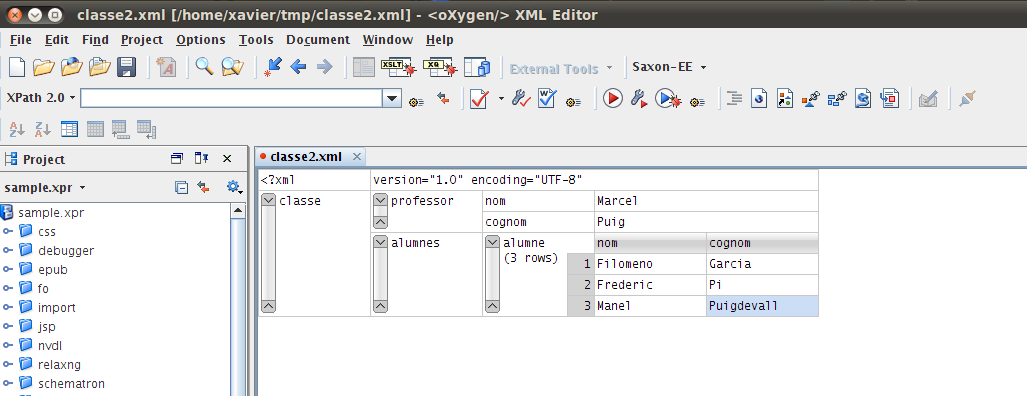 classe2.xml [/home/xavier/tmp/classe2.xml] - <oXygen/> XML Editor
File Edit Find Project Options Tools Document Window Help
XSLT XQ External Tools Saxon-EE
XPath 2.0
A Z Z A
Project classe2.xml
sample.xpr
<?xml version="1.0" encoding="UTF-8"
classe professor nom Marcel
cognom Puig
alumnes alumne nom cognom
(3 rows)
1 Filomeno Garcia
2 Frederic Pi
3 Manel Puigdevall
sample.xpr
css
debugger
epub
fo
import
jsp
nvdl
relaxng
schematron